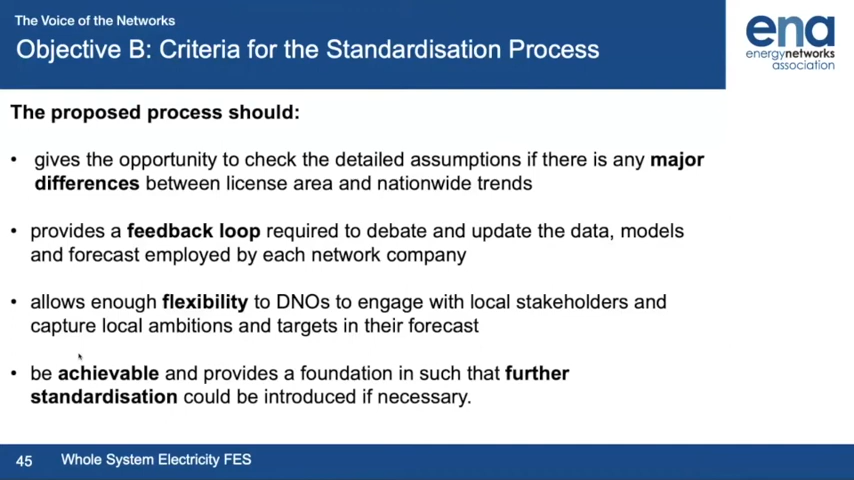 The Voice of the Networks
Objective B: Criteria for the Standardisation Process
ena
energynetworks
association
The proposed process should:
• gives the opportunity to check the detailed assumptions if there is any major
differences between license area and nationwide trends
• provides a feedback loop required to debate and update the data, models
and forecast employed by each network company
• allows enough flexibility to DNOs to engage with local stakeholders and
capture local ambitions and targets in their forecast
• be achievable and provides a foundation in such that further
standardisation could be introduced if necessary.
45 Whole System Electricity FES